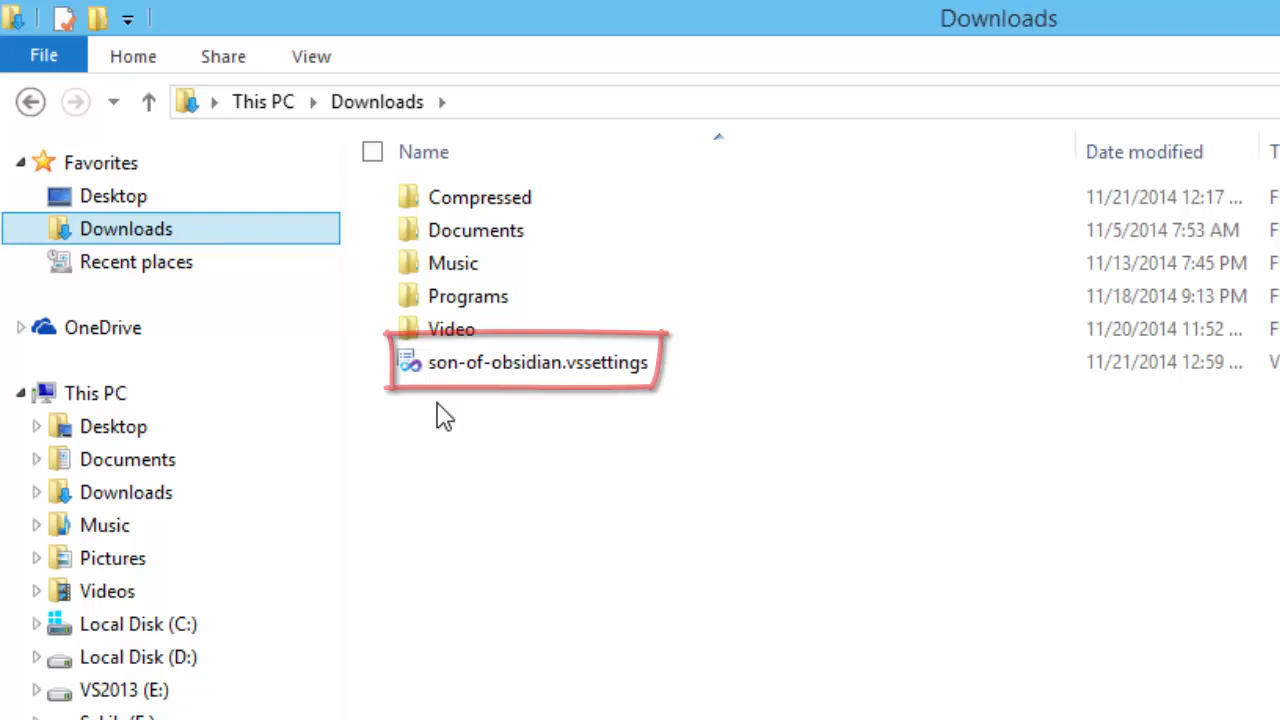 Downloads
File Home Share View
This PC Downloads
Name Date modified T
Favorites
Desktop
Downloads
Recent places
OneDrive
This PC
Desktop
Documents
Downloads
Music
Pictures
Videos
Local Disk (C:)
Local Disk (D:)
VS2013 (E:)
Compressed 11/21/2014 12:17 ... F
Documents 11/5/2014 7:53 AM F
Music 11/13/2014 7:45 PM F
Programs 11/18/2014 9:13 PM F
Video 11/20/2014 11:52 ... F
son-of-obsidian.vssettings 11/21/2014 12:59 ... V